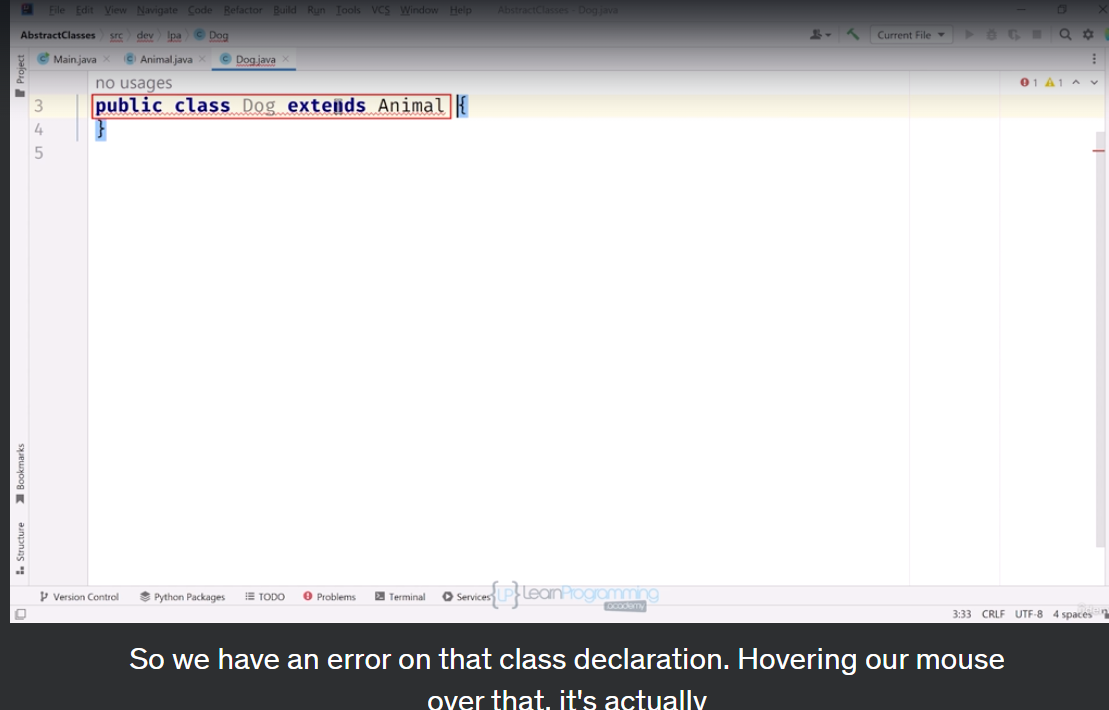 File Edit View Navigate Code Refactor Build Run Tools VCS Window Help AbstractClasses - Dog.java
AbstractClasses src dev lpa Dog Current File
Main.java Animal.java Dog.java
Project
no usages
1 1
3 public class Dog extends Animal {
4 }
5
Bookmarks
Structure
Version Control Python Packages TODO Problems Terminal Services
{LP} LearnProgramming
academy
3:33 CRLF UTF-8 4 spaces
So we have an error on that class declaration. Hovering our mouse
over that, it's actually